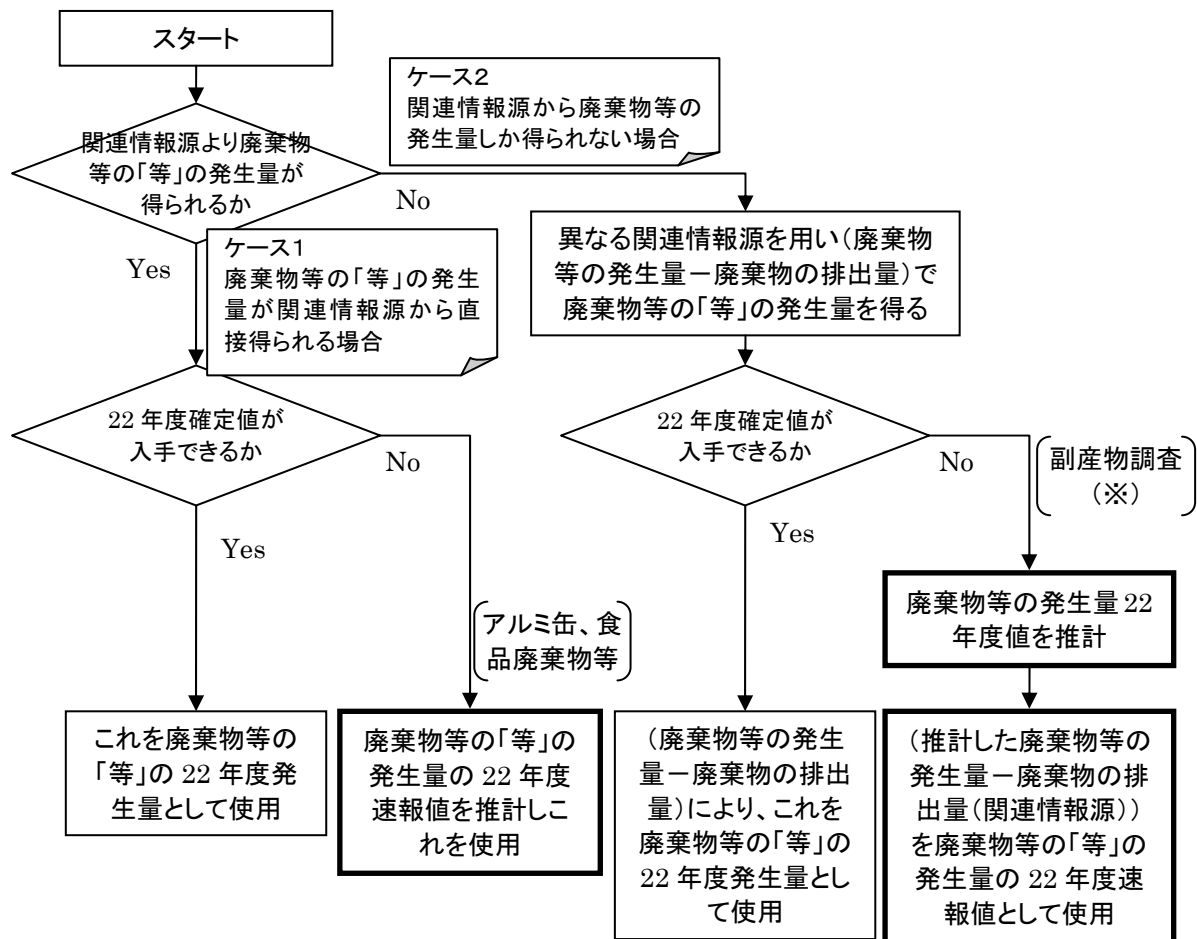 スタート
ケース2
関連情報源から廃棄物等の
発生量しか得られない場合
関連情報源より廃棄物
等の「等」の発生量が
得られるか
No
Yes
ケース1
廃棄物等の「等」の発生
量が関連情報源から直
接得られる場合
異なる関連情報源を用い(廃棄物
等の発生量-廃棄物の排出量)で
廃棄物等の「等」の発生量を得る
22 年度確定値が
入手できるか
No
Yes
22 年度確定値が
入手できるか
No
Yes
副産物調査
(※)
アルミ缶、食
品廃棄物等
廃棄物等の発生量 22
年度値を推計
これを廃棄物等の
「等」の 22 年度発
生量として使用
廃棄物等の「等」の
発生量の 22 年度
速報値を推計しこ
れを使用
(廃棄物等の発生
量-廃棄物の排出
量)により、これを
廃棄物等の「等」の
22 年度発生量とし
て使用
(推計した廃棄物等の
発生量-廃棄物の排
出量(関連情報源))
を廃棄物等の「等」の
発生量の 22 年度速
報値として使用